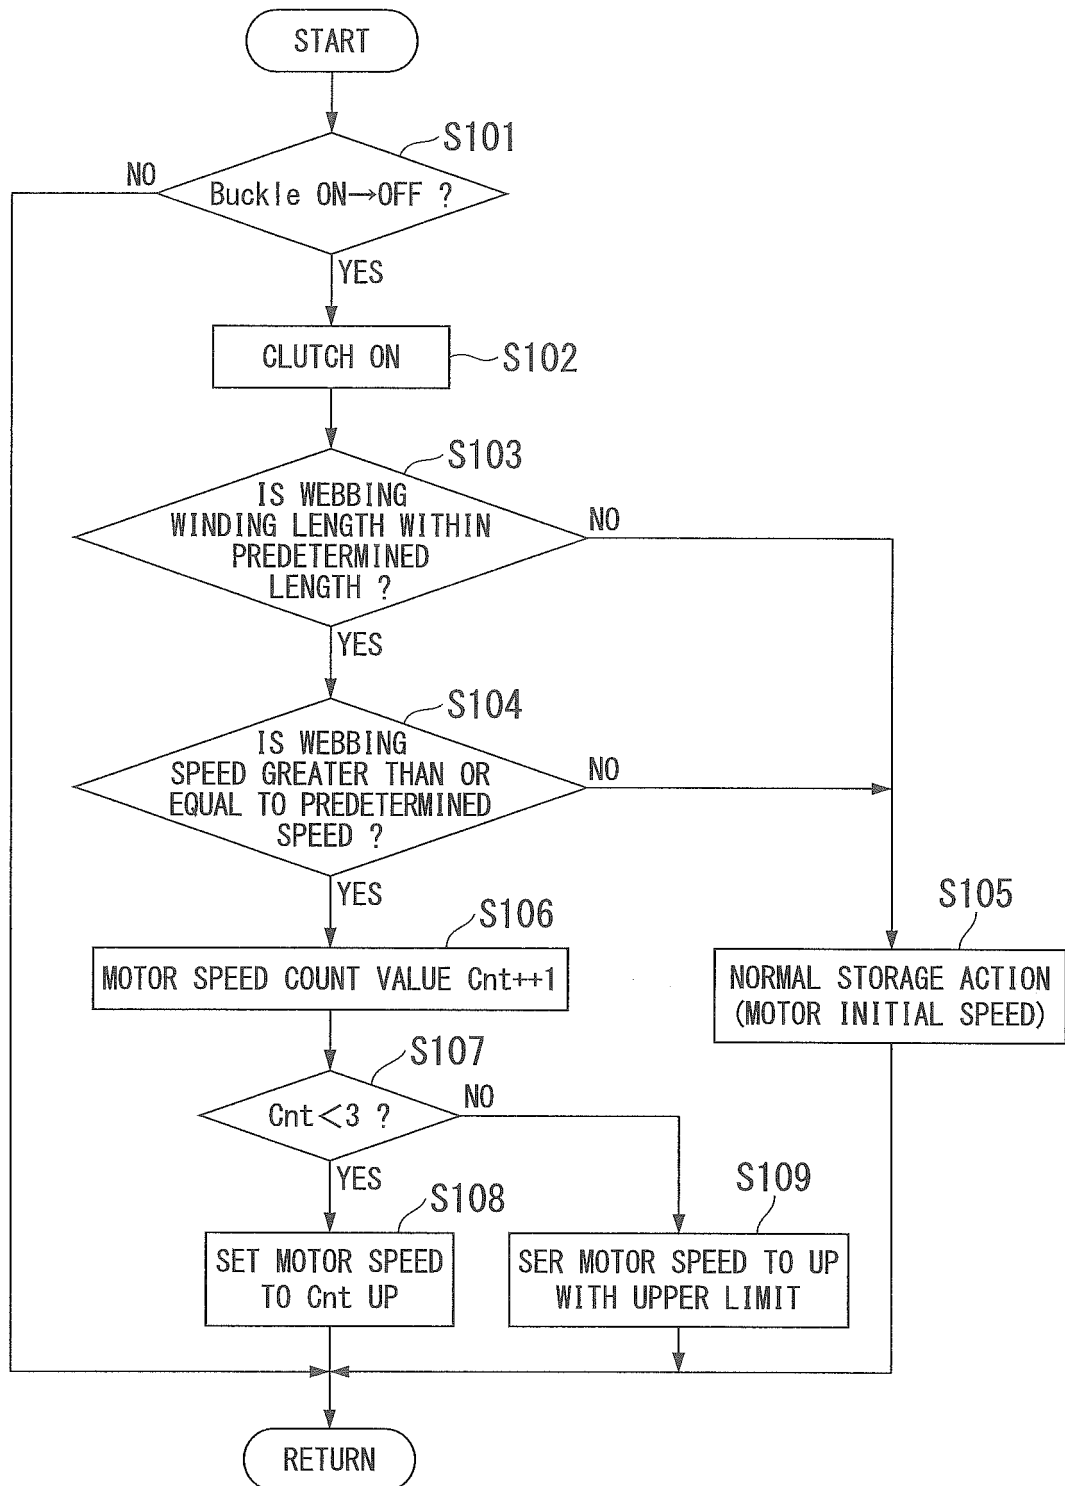 START
S101
NO
Buckle ON→OFF ?
YES
CLUTCH ON
S102
S103
IS WEBBING
WINDING LENGTH WITHIN
PREDETERMINED
LENGTH ?
NO
YES
S104
IS WEBBING
SPEED GREATER THAN OR
EQUAL TO PREDETERMINED
SPEED ?
NO
YES
S105
NORMAL STORAGE ACTION
(MOTOR INITIAL SPEED)
S106
MOTOR SPEED COUNT VALUE Cnt++1
S107
Cnt<3 ?
NO
YES
S108
SET MOTOR SPEED
TO Cnt UP
S109
SER MOTOR SPEED TO UP
WITH UPPER LIMIT
RETURN